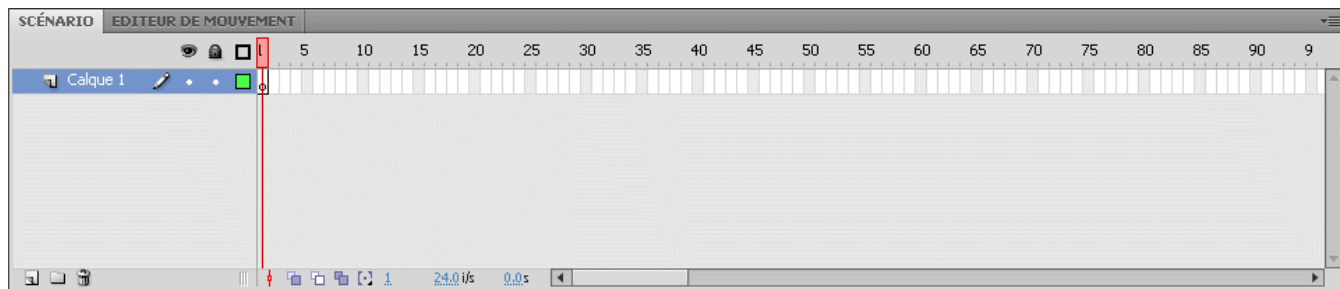 SCÉNARIO EDITEUR DE MOUVEMENT
1 5 10 15 20 25 30 35 40 45 50 55 60 65 70 75 80 85 90 9
Calque 1
1 24.0 i/s 0.0s